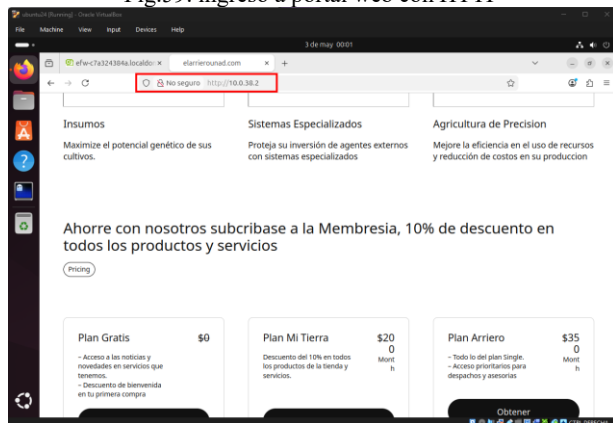 Fig.39. Ingreso a portal web con HTTP
ubuntu24 [Running] - Oracle VirtualBox
File Machine View Input Devices Help
3 de may 00:01
efw-c7a324384a.localdor
elarrierounad.com
No seguro http://10.0.38.2
Insumos
Maximize el potencial genético de sus
cultivos.
Sistemas Especializados
Proteja su inversión de agentes externos
con sistemas especializados
Agricultura de Precision
Mejore la eficiencia en el uso de recursos
y reducción de costos en su produccion
Ahorre con nosotros subcribase a la Membresia, 10% de descuento en
todos los productos y servicios
Pricing
Plan Gratis $0
– Acceso a las noticias y
novedades en servicios que
tenemos.
– Descuento de bienvenida
en tu primera compra
Plan Mi Tierra $20
0
Mont
h
Descuento del 10% en todos
los productos de la tienda y
servicios.
Plan Arriero $35
0
Mont
h
– Todo lo del plan Single.
– Acceso prioritarios para
despachos y asesorias
Obtener
CTRL DERECHO